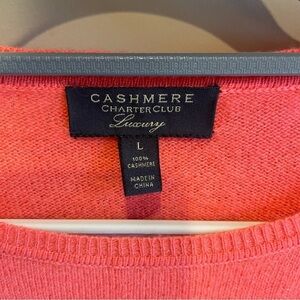 CASHMERE
CHARTER CLUB
Luxury
L
100%
CASHMERE
MADE IN
CHINA